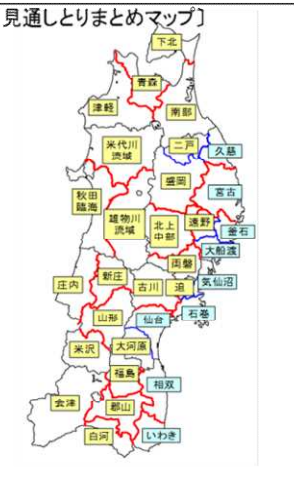 見通しとりまとめマップ〕
下北
青森
津軽
南部
二戸
久慈
米代川
流域
盛岡
宮古
秋田
臨海
雄物川
流域
北上
中部
遠野
釜石
大船渡
両磐
気仙沼
新庄
庄内
古川
迫
石巻
山形
仙台
米沢
大河原
福島
相双
会津
郡山
白河
いわき